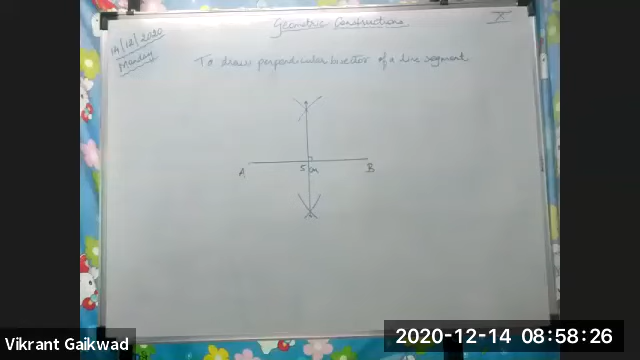 Geometric Constructions
X
14/12/2020
Monday
To draw perpendicular bisector of a line segment
A
5 cm
B
Vikrant Gaikwad
2020-12-14 08:58:26